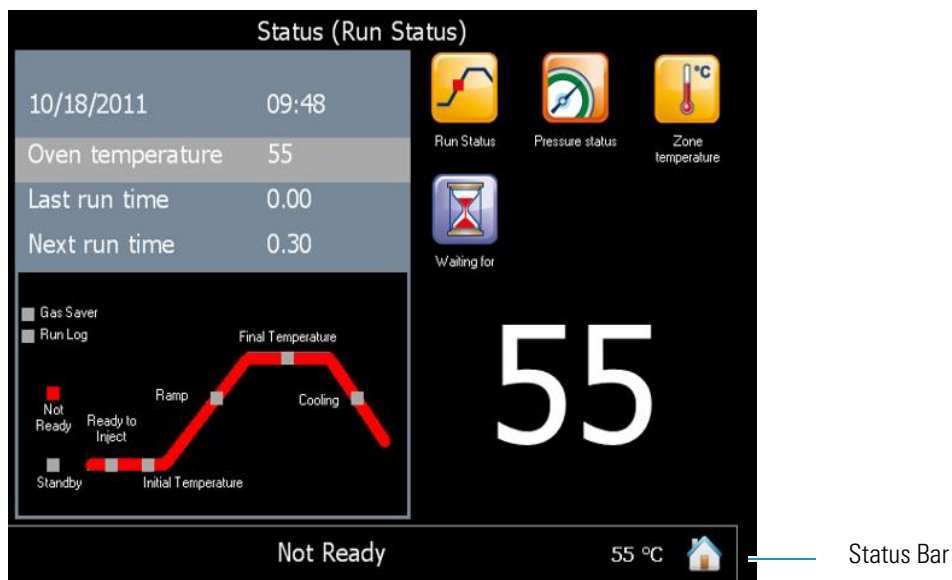 Status (Run Status)
10/18/2011 09:48
Oven temperature 55
Last run time 0.00
Next run time 0.30
Run Status
Pressure status
°C
Zone
temperature
Waiting for
Gas Saver
Run Log
Final Temperature
Ramp
Cooling
Not
Ready
Ready to
Inject
Standby
Initial Temperature
55
Not Ready
55 ºC
Status Bar